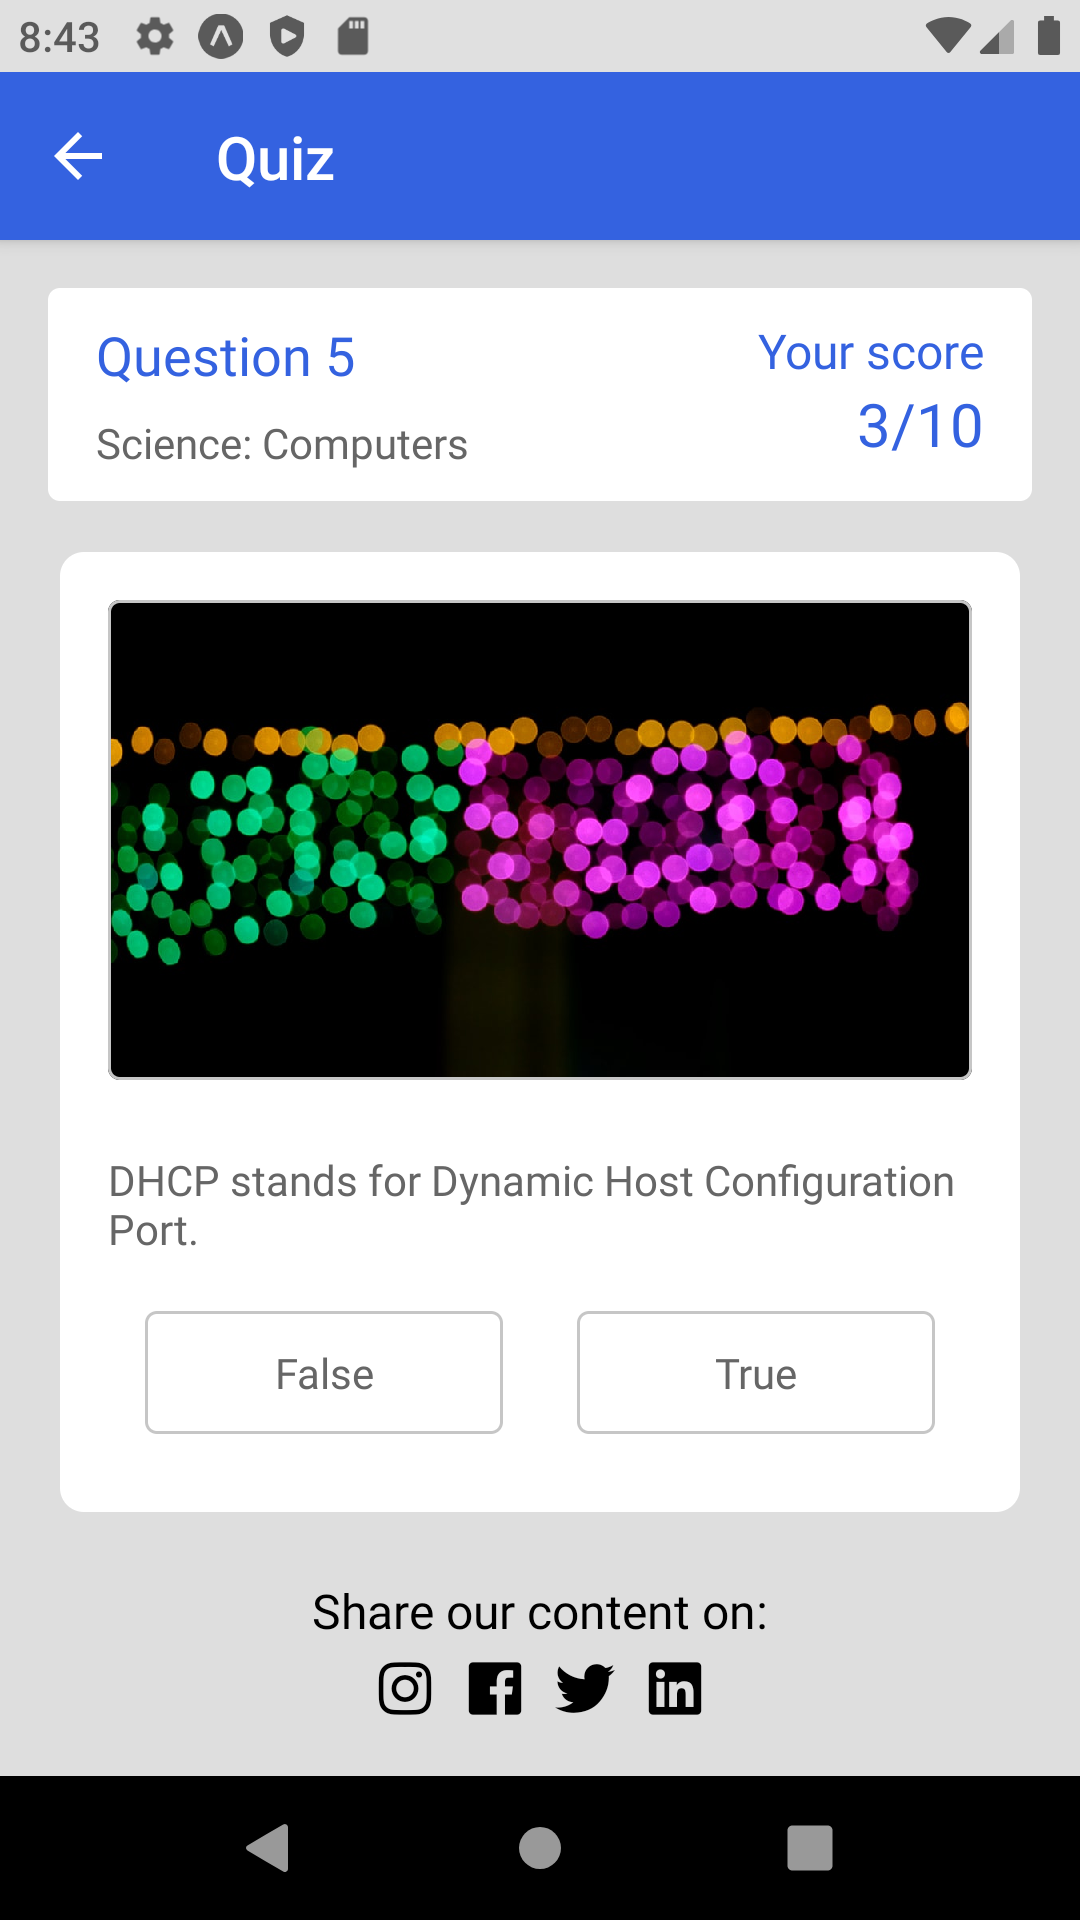 8:43
Quiz
Question 5
Your score
3/10
Science: Computers
DHCP stands for Dynamic Host Configuration
Port.
False
True
Share our content on: